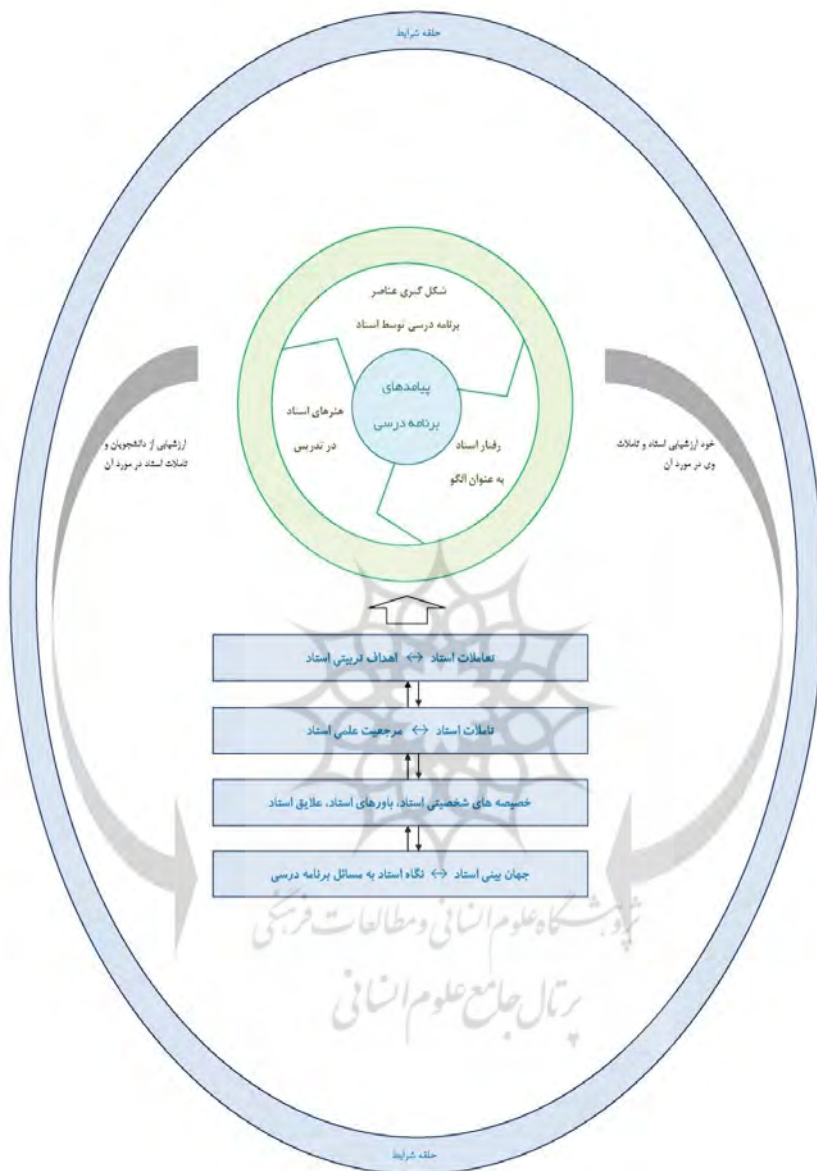 حلقه شرایط
شکل گیری عناصر
برنامه درسی توسط استاد
پیامدهای
برنامه درسی
هنرهای استاد
در تدریس
رفتار استاد
به عنوان الگو
خود ارزشیابی استاد و تاملات
وی در مورد آن
ارزشیابی از دانشجویان و
تاملات استاد در مورد آن
تعاملات استاد ↔ اهداف تربیتی استاد
تاملات استاد ↔ مرجعیت علمی استاد
خصیصه های شخصیتی استاد، باورهای استاد، علایق استاد
جهان بینی استاد ↔ نگاه استاد به مسائل برنامه درسی
پژوهشگاه علوم انسانی و مطالعات فرهنگی
پرتال جامع علوم انسانی
حلقه شرایط